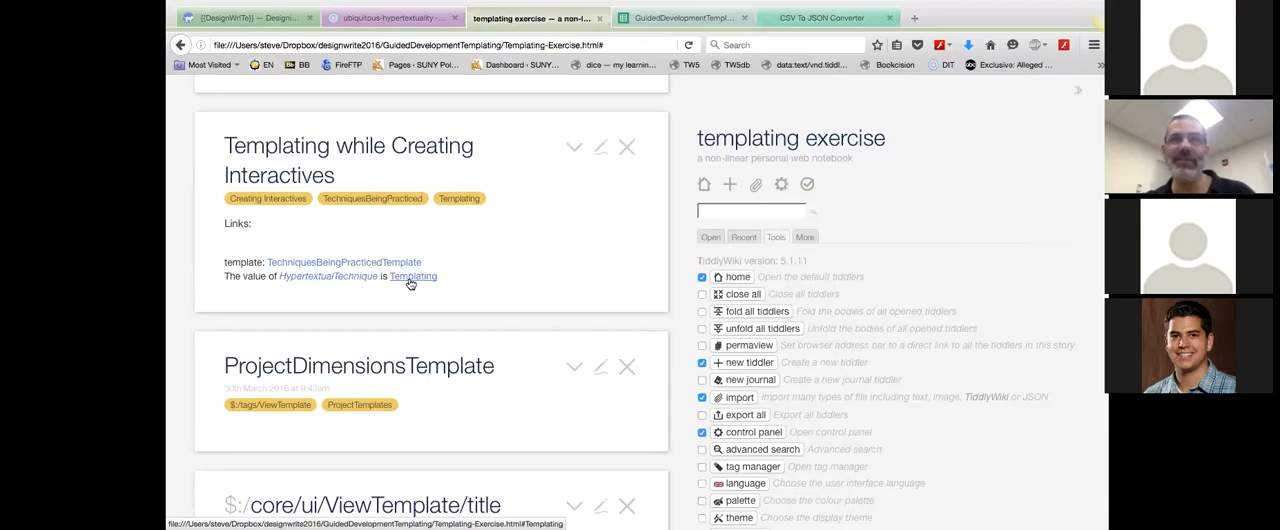 {{DesignWrITe}} — Designi...
ubiquitous-hypertextuality - ...
templating exercise — a non-l...
GuidedDevelopmentTempl...
CSV To JSON Converter
file:///Users/steve/Dropbox/designwrite2016/GuidedDevelopmentTemplating/Templating-Exercise.html#
Search
Most Visited
EN
BB
FireFTP
Pages ‹ SUNY Pol...
Dashboard ‹ SUNY...
dice — my learnin...
TW5
TW5db
data:text/vnd.tiddl...
Bookcision
DIT
Exclusive: Alleged ...
Templating while Creating
Interactives
Creating Interactives
TechniquesBeingPracticed
Templating
Links:
template: TechniquesBeingPracticedTemplate
The value of HypertextualTechnique is Templating
ProjectDimensionsTemplate
30th March 2016 at 9:43am
$:/tags/ViewTemplate
ProjectTemplates
$:/core/ui/ViewTemplate/title
file:///Users/steve/Dropbox/designwrite2016/GuidedDevelopmentTemplating/Templating-Exercise.html#Templating
templating exercise
a non-linear personal web notebook
Open
Recent
Tools
More
TiddlyWiki version: 5.1.11
home Open the default tiddlers
close all Close all tiddlers
fold all tiddlers Fold the bodies of all opened tiddlers
unfold all tiddlers Unfold the bodies of all opened tiddlers
permaview Set browser address bar to a direct link to all the tiddlers in this story
new tiddler Create a new tiddler
new journal Create a new journal tiddler
import Import many types of file including text, image, TiddlyWiki or JSON
export all Export all tiddlers
control panel Open control panel
advanced search Advanced search
tag manager Open tag manager
language Choose the user interface language
palette Choose the colour palette
theme Choose the display theme